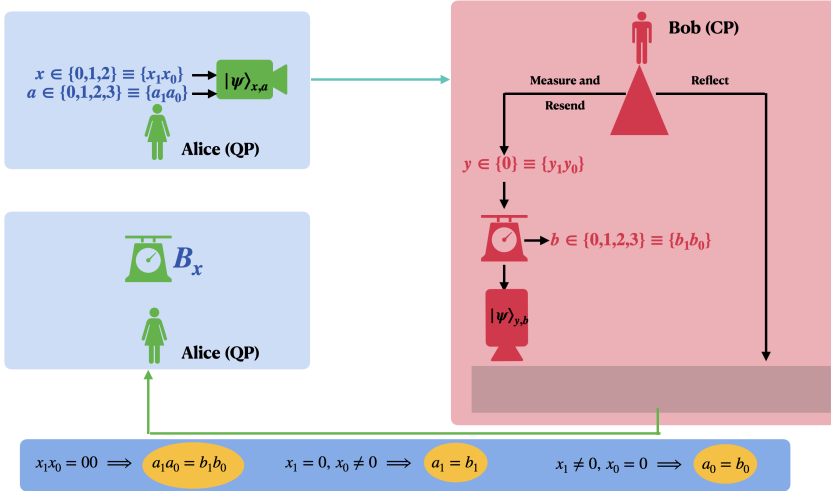 x ∈ {0,1,2} ≡ {x₁x₀}
a ∈ {0,1,2,3} ≡ {a₁a₀}
|ψ⟩ₓ,ₐ
Alice (QP)
Bₓ
Alice (QP)
Bob (CP)
Measure and
Resend
Reflect
y ∈ {0} ≡ {y₁y₀}
b ∈ {0,1,2,3} ≡ {b₁b₀}
|ψ⟩_y,b
x₁x₀ = 00 ⟹ a₁a₀ = b₁b₀
x₁ = 0, x₀ ≠ 0 ⟹ a₁ = b₁
x₁ ≠ 0, x₀ = 0 ⟹ a₀ = b₀